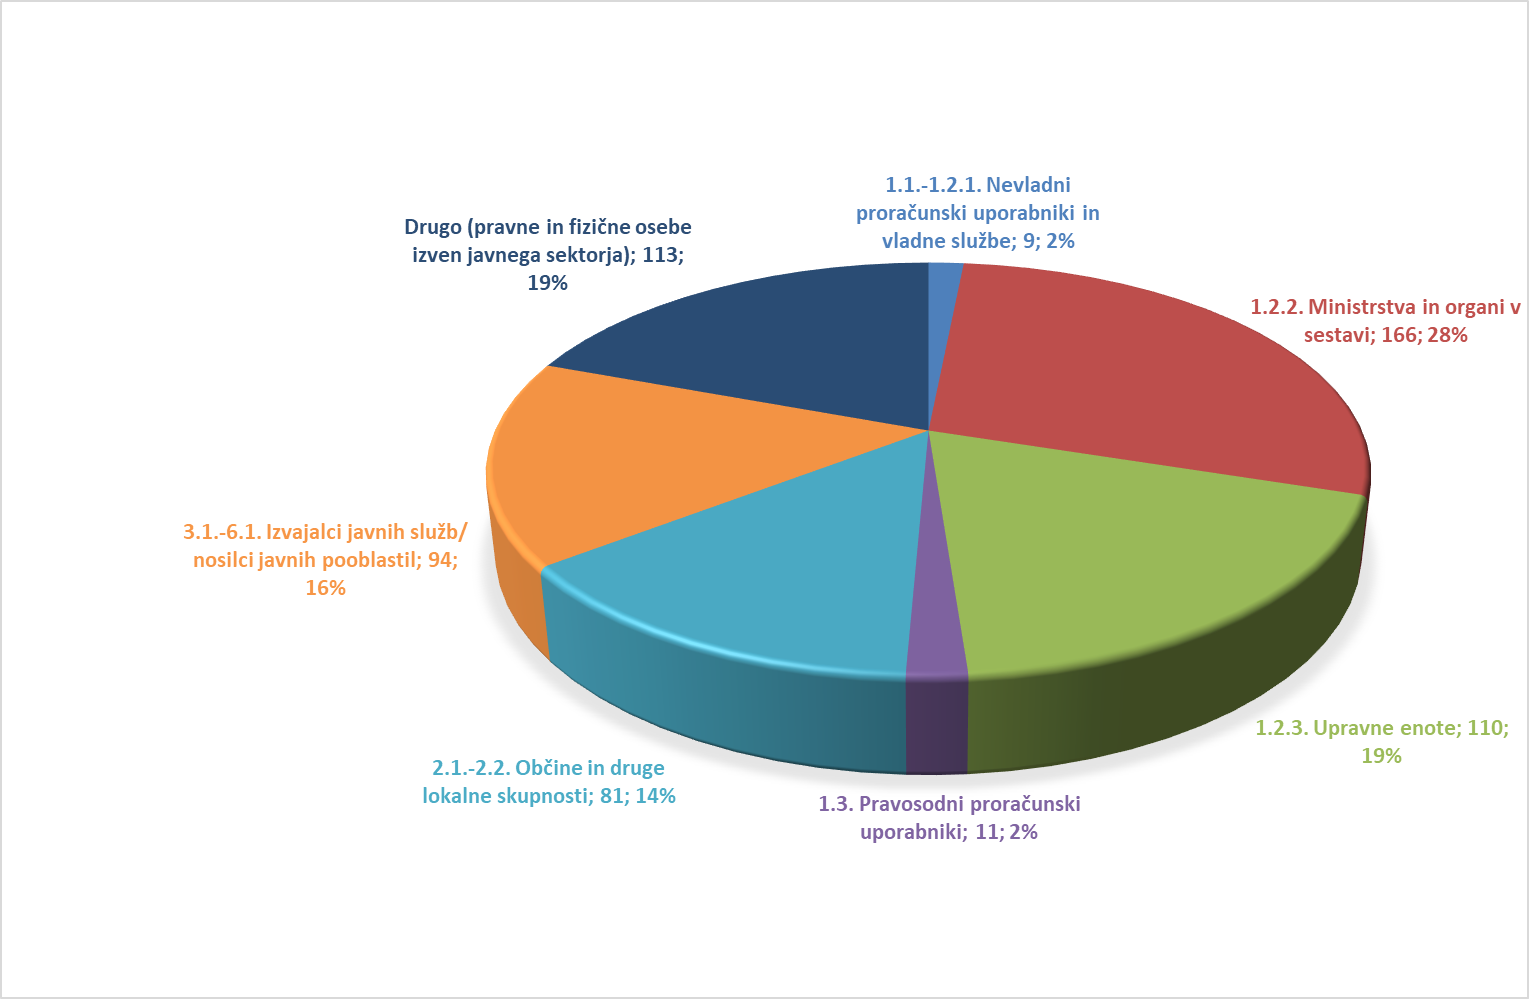 1.1.-1.2.1. Nevladni
proračunski uporabniki in
vladne službe; 9; 2%
Drugo (pravne in fizične osebe
izven javnega sektorja); 113;
19%
1.2.2. Ministrstva in organi v
sestavi; 166; 28%
3.1.-6.1. Izvajalci javnih služb/
nosilci javnih pooblastil; 94;
16%
1.2.3. Upravne enote; 110;
19%
2.1.-2.2. Občine in druge
lokalne skupnosti; 81; 14%
1.3. Pravosodni proračunski
uporabniki; 11; 2%